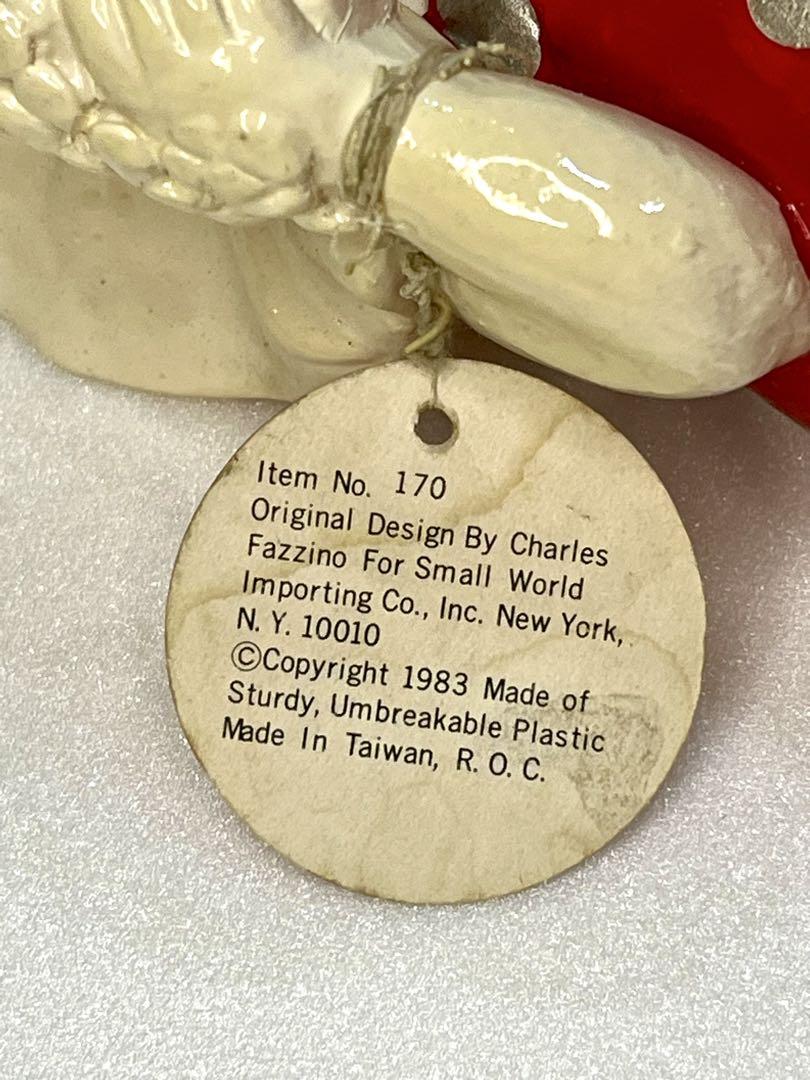 Item No. 170
Original Design By Charles
Fazzino For Small World
Importing Co., Inc. New York,
N. Y. 10010
©Copyright 1983 Made of
Sturdy, Umbreakable Plastic
Made In Taiwan, R. O. C.